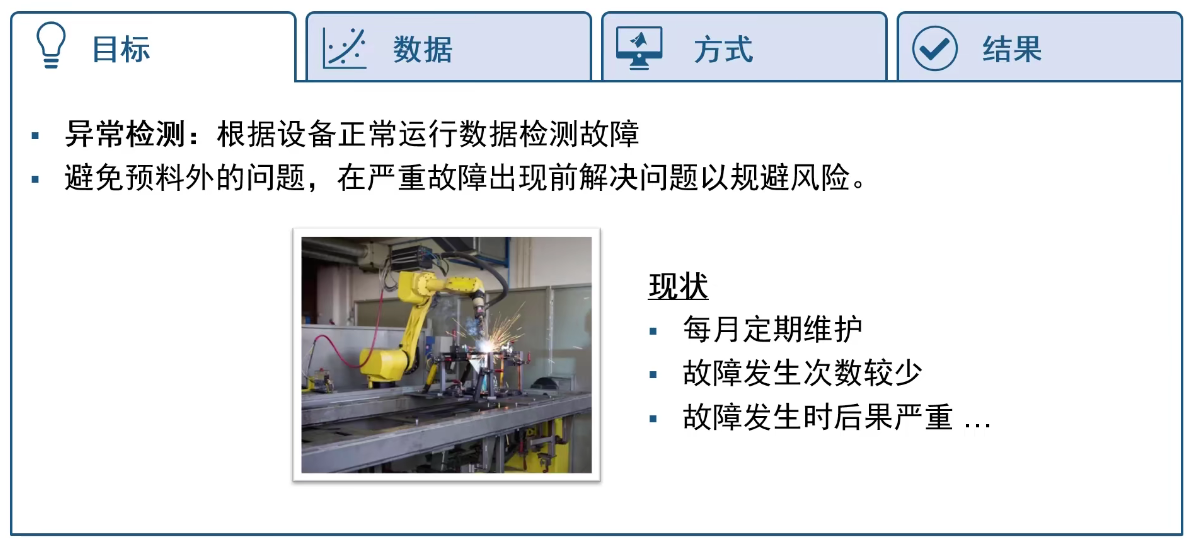 目标
数据
方式
结果
▪ 异常检测：根据设备正常运行数据检测故障
▪ 避免预料外的问题，在严重故障出现前解决问题以规避风险。
现状
▪ 每月定期维护
▪ 故障发生次数较少
▪ 故障发生时后果严重 …